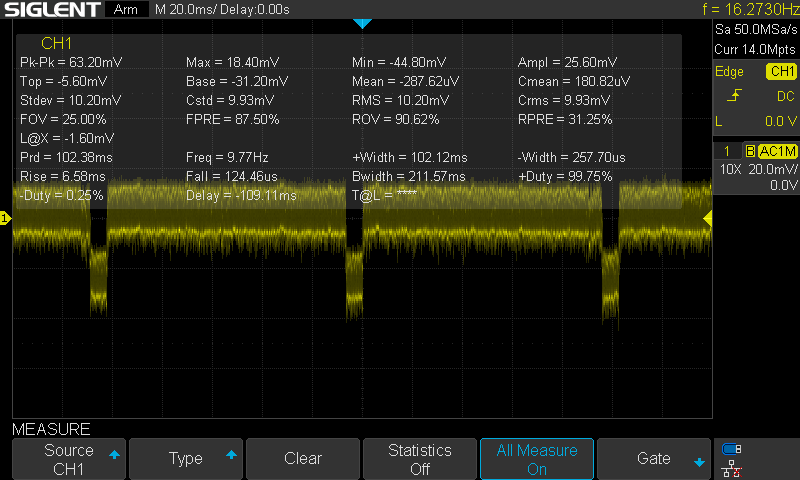 SIGLENT Arm M 20.0ms/ Delay:0.00s f = 16.2730Hz
Sa 50.0MSa/s
Curr 14.0Mpts
Edge CH1
DC
L 0.0 V
1 B AC1M
10X 20.0mV/
0.0V
CH1
Pk-Pk = 63.20mV Max = 18.40mV Min = -44.80mV Ampl = 25.60mV
Top = -5.60mV Base = -31.20mV Mean = -287.62uV Cmean = 180.82uV
Stdev = 10.20mV Cstd = 9.93mV RMS = 10.20mV Crms = 9.93mV
FOV = 25.00% FPRE = 87.50% ROV = 90.62% RPRE = 31.25%
L@X = -1.60mV
Prd = 102.38ms Freq = 9.77Hz +Width = 102.12ms -Width = 257.70us
Rise = 6.58ms Fall = 124.46us Bwidth = 211.57ms +Duty = 99.75%
-Duty = 0.25% Delay = -109.11ms T@L = ****
1
MEASURE
Source CH1
Type
Clear
Statistics Off
All Measure On
Gate